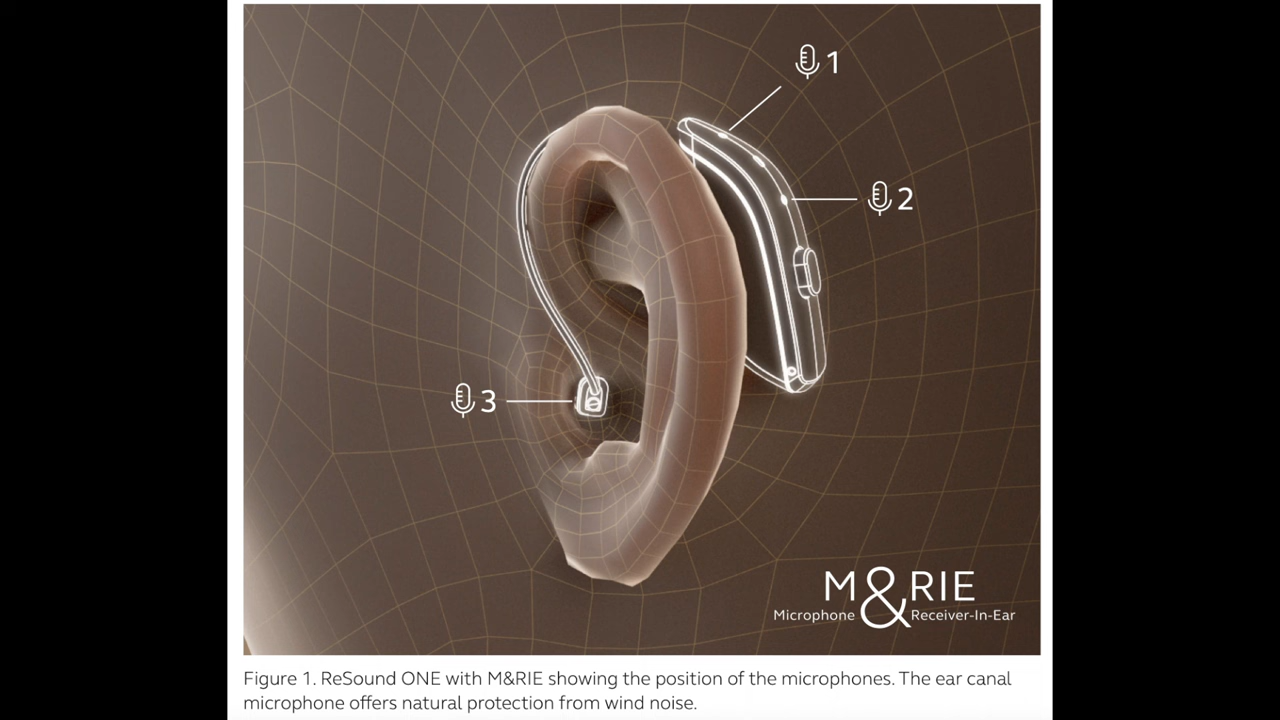 1
2
3
M&RIE
Microphone Receiver-In-Ear
Figure 1. ReSound ONE with M&RIE showing the position of the microphones. The ear canal
microphone offers natural protection from wind noise.